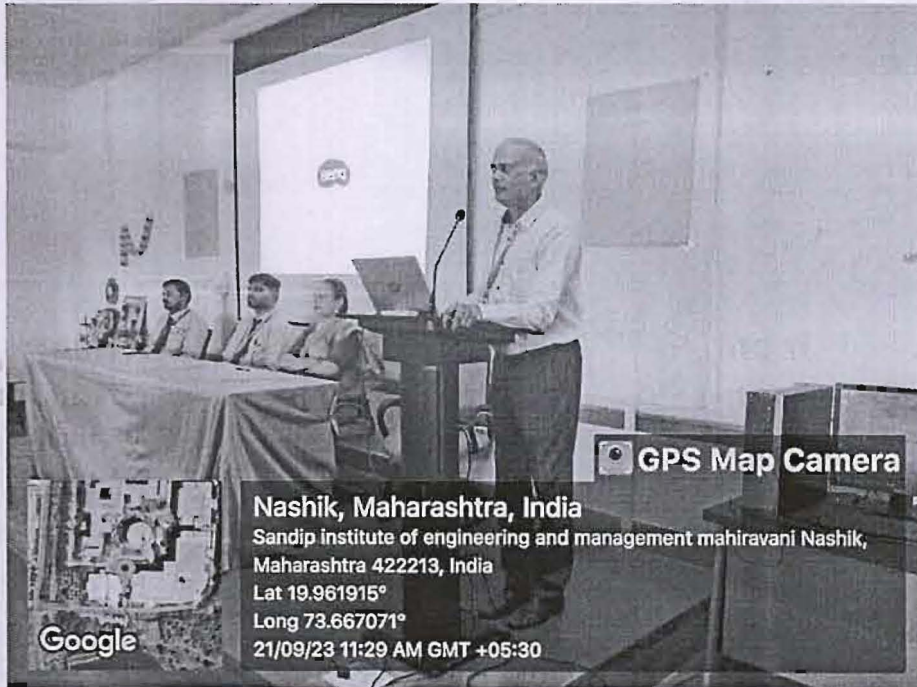 BenQ
GPS Map Camera
Nashik, Maharashtra, India
Sandip institute of engineering and management mahiravani Nashik,
Maharashtra 422213, India
Lat 19.961915°
Long 73.667071°
21/09/23 11:29 AM GMT +05:30
Google